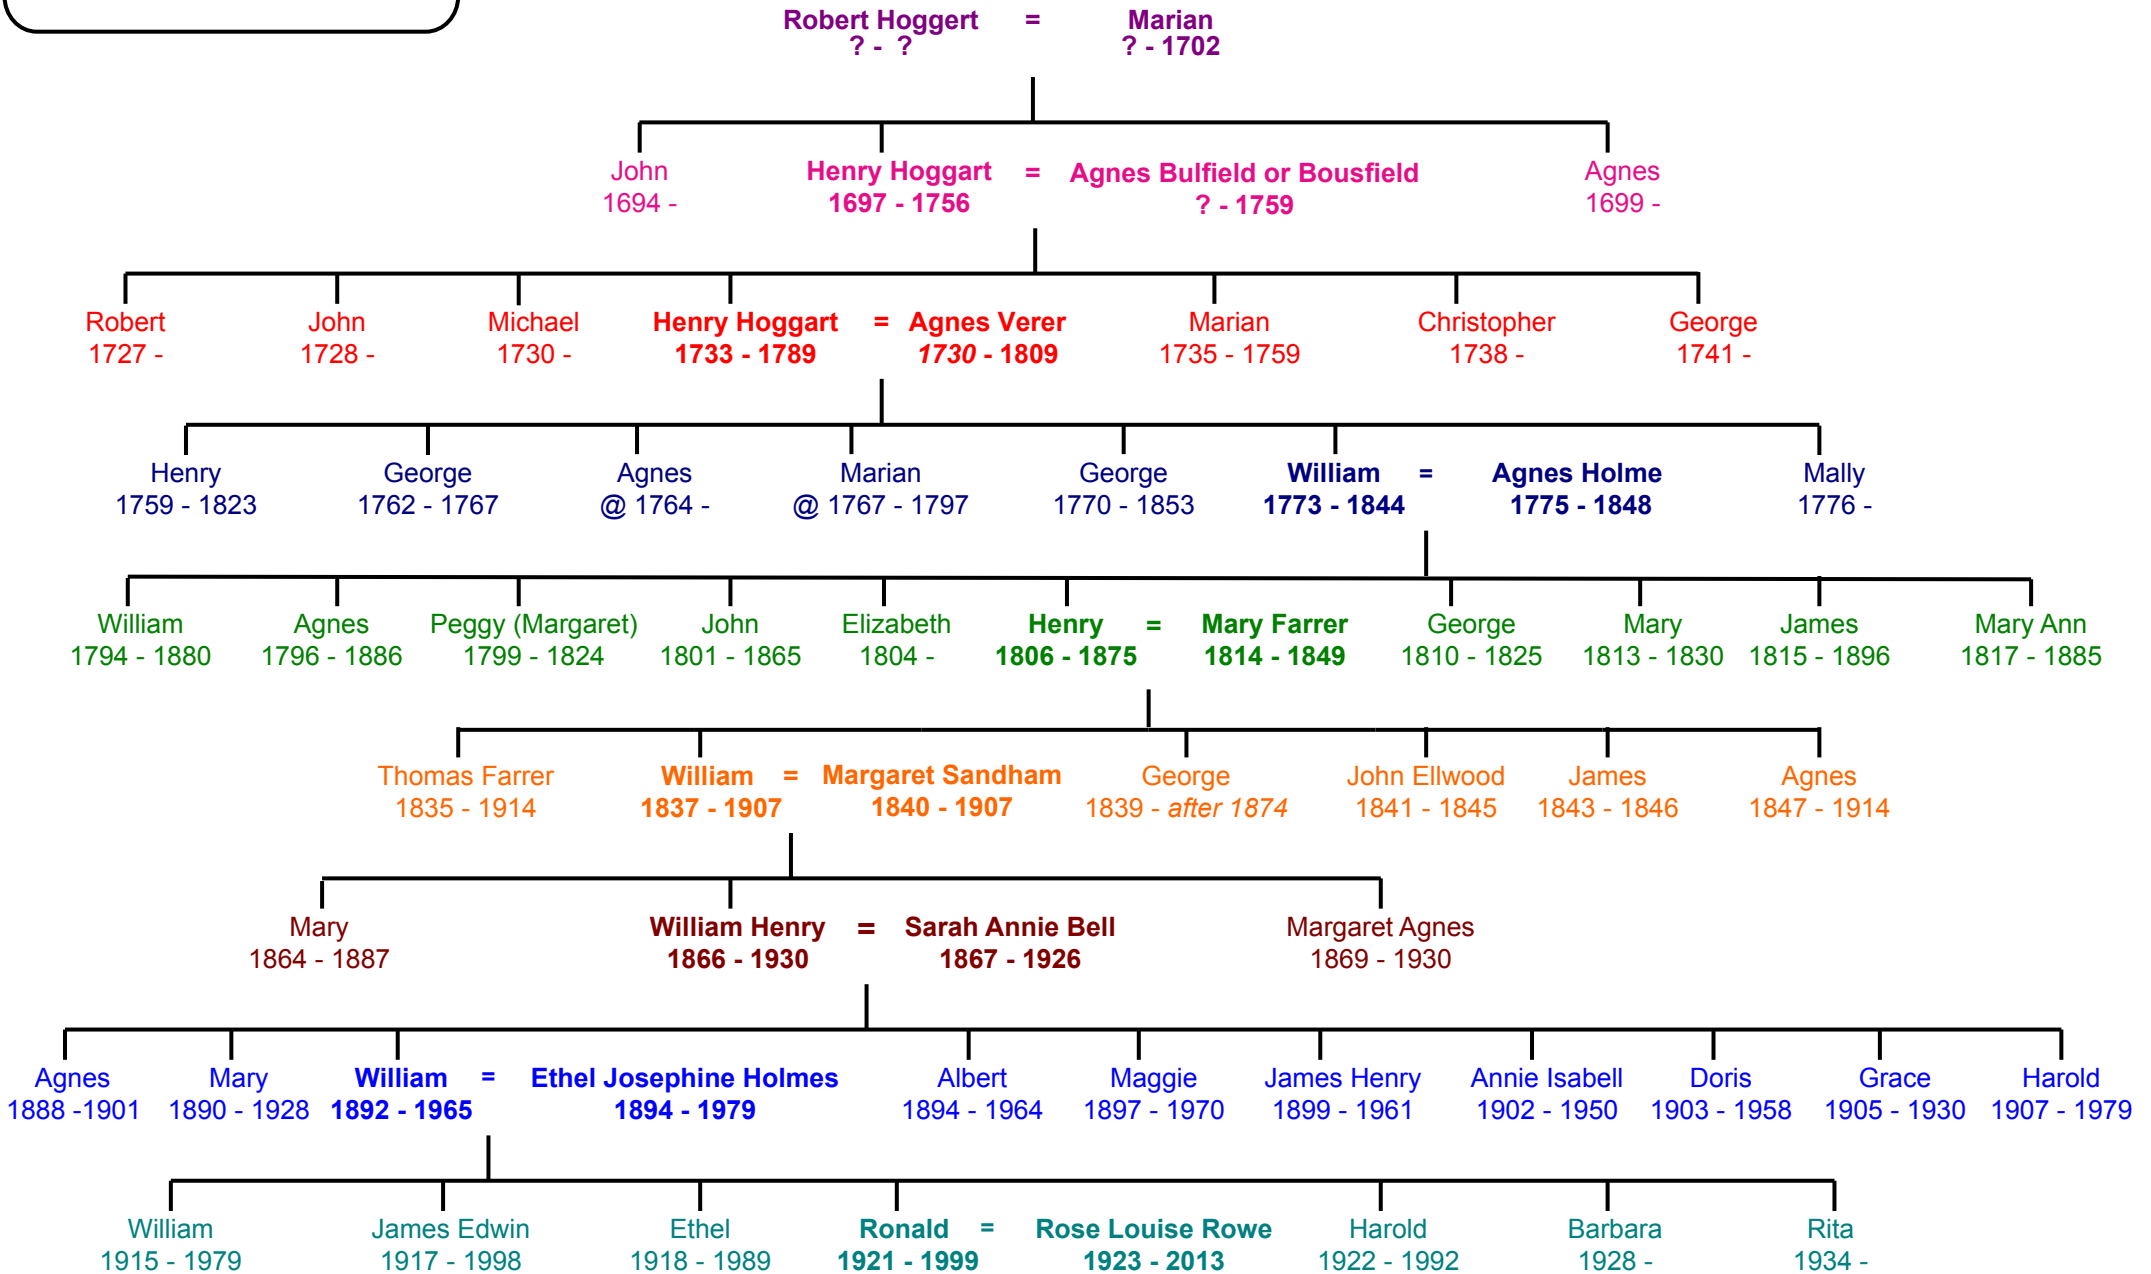 Robert Hoggert = Marian
? - ? ? - 1702
John Henry Hoggart = Agnes Bulfield or Bousfield Agnes
1694 - 1697 - 1756 ? - 1759 1699 -
Robert John Michael Henry Hoggart = Agnes Verer Marian Christopher George
1727 - 1728 - 1730 - 1733 - 1789 1730 - 1809 1735 - 1759 1738 - 1741 -
Henry George Agnes Marian George William = Agnes Holme Mally
1759 - 1823 1762 - 1767 @ 1764 - @ 1767 - 1797 1770 - 1853 1773 - 1844 1775 - 1848 1776 -
William Agnes Peggy (Margaret) John Elizabeth Henry = Mary Farrer George Mary James Mary Ann
1794 - 1880 1796 - 1886 1799 - 1824 1801 - 1865 1804 - 1806 - 1875 1814 - 1849 1810 - 1825 1813 - 1830 1815 - 1896 1817 - 1885
Thomas Farrer William = Margaret Sandham George John Ellwood James Agnes
1835 - 1914 1837 - 1907 1840 - 1907 1839 - after 1874 1841 - 1845 1843 - 1846 1847 - 1914
Mary William Henry = Sarah Annie Bell Margaret Agnes
1864 - 1887 1866 - 1930 1867 - 1926 1869 - 1930
Agnes Mary William = Ethel Josephine Holmes Albert Maggie James Henry Annie Isabell Doris Grace Harold
1888 -1901 1890 - 1928 1892 - 1965 1894 - 1979 1894 - 1964 1897 - 1970 1899 - 1961 1902 - 1950 1903 - 1958 1905 - 1930 1907 - 1979
William James Edwin Ethel Ronald = Rose Louise Rowe Harold Barbara Rita
1915 - 1979 1917 - 1998 1918 - 1989 1921 - 1999 1923 - 2013 1922 - 1992 1928 - 1934 -